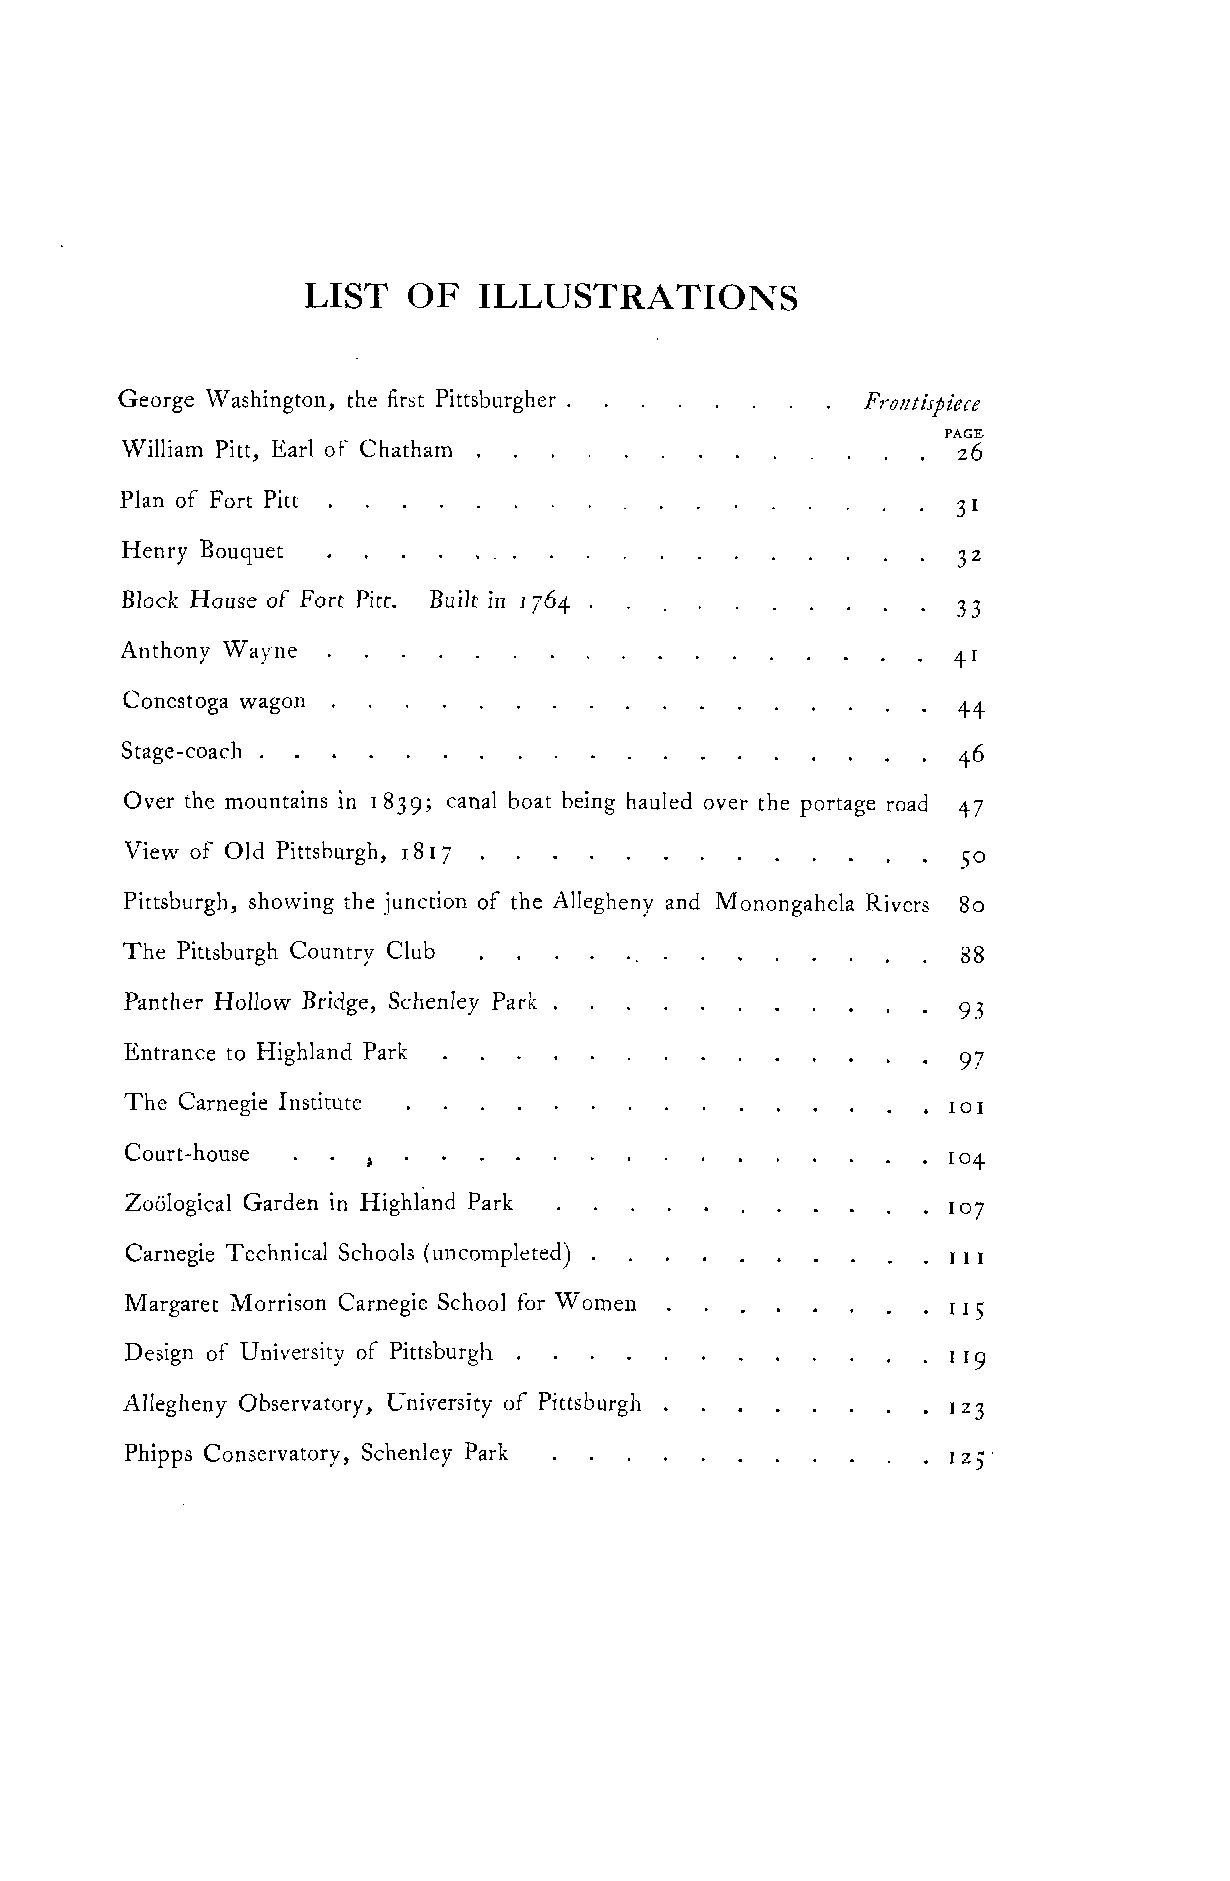 LIST OF ILLUSTRATIONS
George Washington, the first Pittsburgher . . . . . . . . Frontispiece
PAGE
William Pitt, Earl of Chatham . . . . . . . . . . . . . 26
Plan of Fort Pitt . . . . . . . . . . . . . . . . . 31
Henry Bouquet . . . . . . . . . . . . . . . . . 32
Block House of Fort Pitt. Built in 1764 . . . . . . . . . . 33
Anthony Wayne . . . . . . . . . . . . . . . . . 41
Conestoga wagon . . . . . . . . . . . . . . . . . 44
Stage-coach . . . . . . . . . . . . . . . . . . . 46
Over the mountains in 1839; canal boat being hauled over the portage road 47
View of Old Pittsburgh, 1817 . . . . . . . . . . . . . 50
Pittsburgh, showing the junction of the Allegheny and Monongahela Rivers 80
The Pittsburgh Country Club . . . . . . . . . . . . . 88
Panther Hollow Bridge, Schenley Park . . . . . . . . . . . 93
Entrance to Highland Park . . . . . . . . . . . . . . 97
The Carnegie Institute . . . . . . . . . . . . . . . 101
Court-house . . . . . . . . . . . . . . . . . . 104
Zoölogical Garden in Highland Park . . . . . . . . . . . 107
Carnegie Technical Schools (uncompleted) . . . . . . . . . . 111
Margaret Morrison Carnegie School for Women . . . . . . . . 115
Design of University of Pittsburgh . . . . . . . . . . . . 119
Allegheny Observatory, University of Pittsburgh . . . . . . . . 123
Phipps Conservatory, Schenley Park . . . . . . . . . . . 125